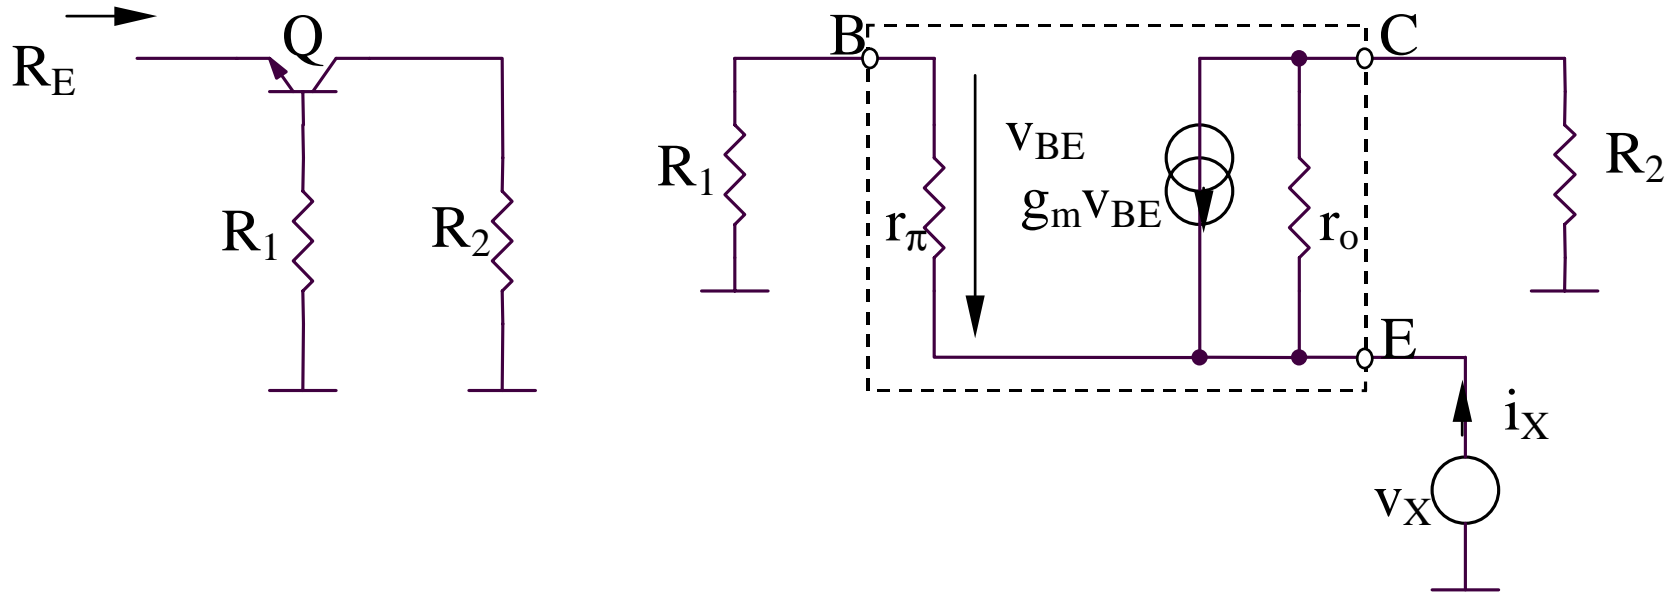 Q
R_E
R_1
R_2
B
C
v_BE
R_1
R_2
g_m v_BE
r_π
r_o
E
i_X
v_X